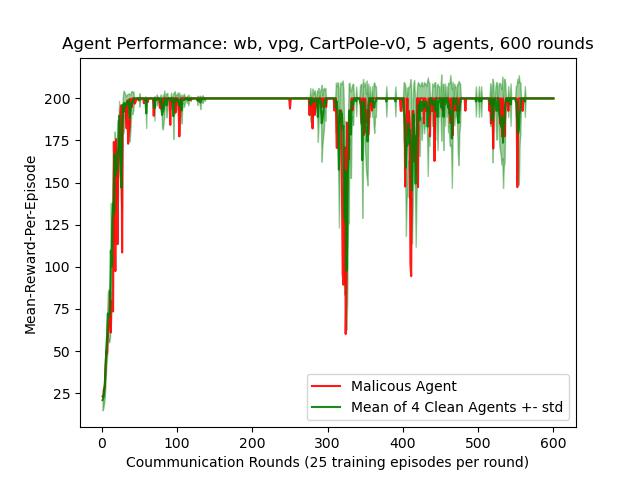 Agent Performance: wb, vpg, CartPole-v0, 5 agents, 600 rounds
Mean-Reward-Per-Episode
200
175
150
125
100
75
50
25
0 100 200 300 400 500 600
Coummunication Rounds (25 training episodes per round)
Malicous Agent
Mean of 4 Clean Agents +- std